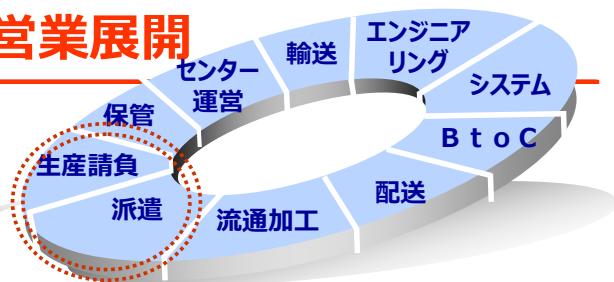 営業展開
エンジニア
リング
輸送
センター
運営
システム
保管
BtoC
生産請負
配送
派遣
流通加工